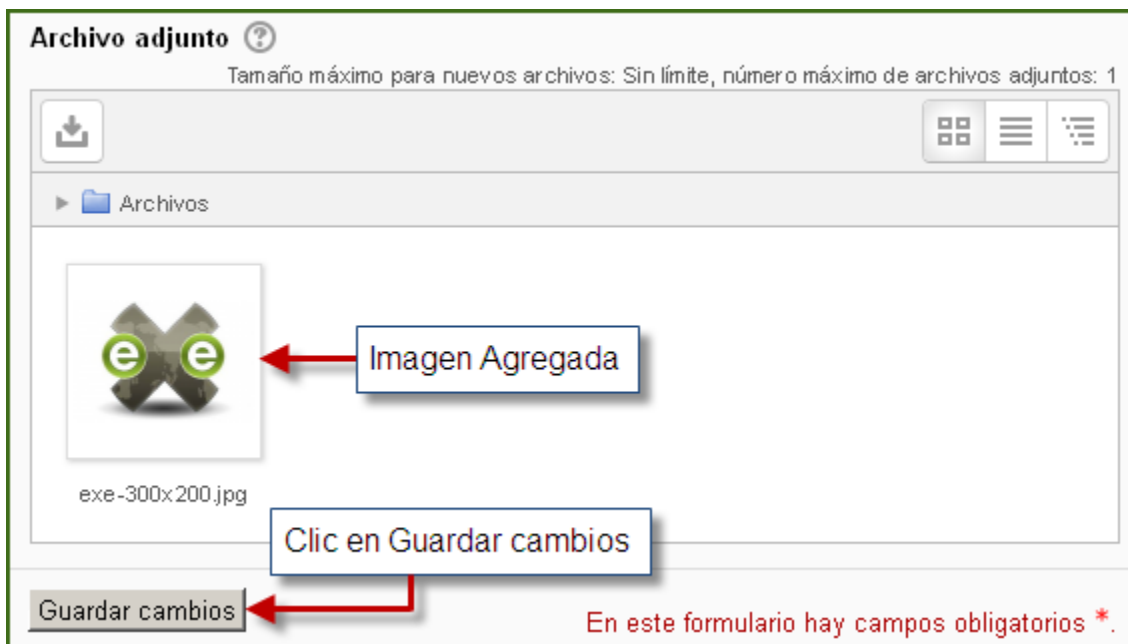 Archivo adjunto ?
Tamaño máximo para nuevos archivos: Sin límite, número máximo de archivos adjuntos: 1
Archivos
e e
Imagen Agregada
exe-300x200.jpg
Clic en Guardar cambios
Guardar cambios
En este formulario hay campos obligatorios *.